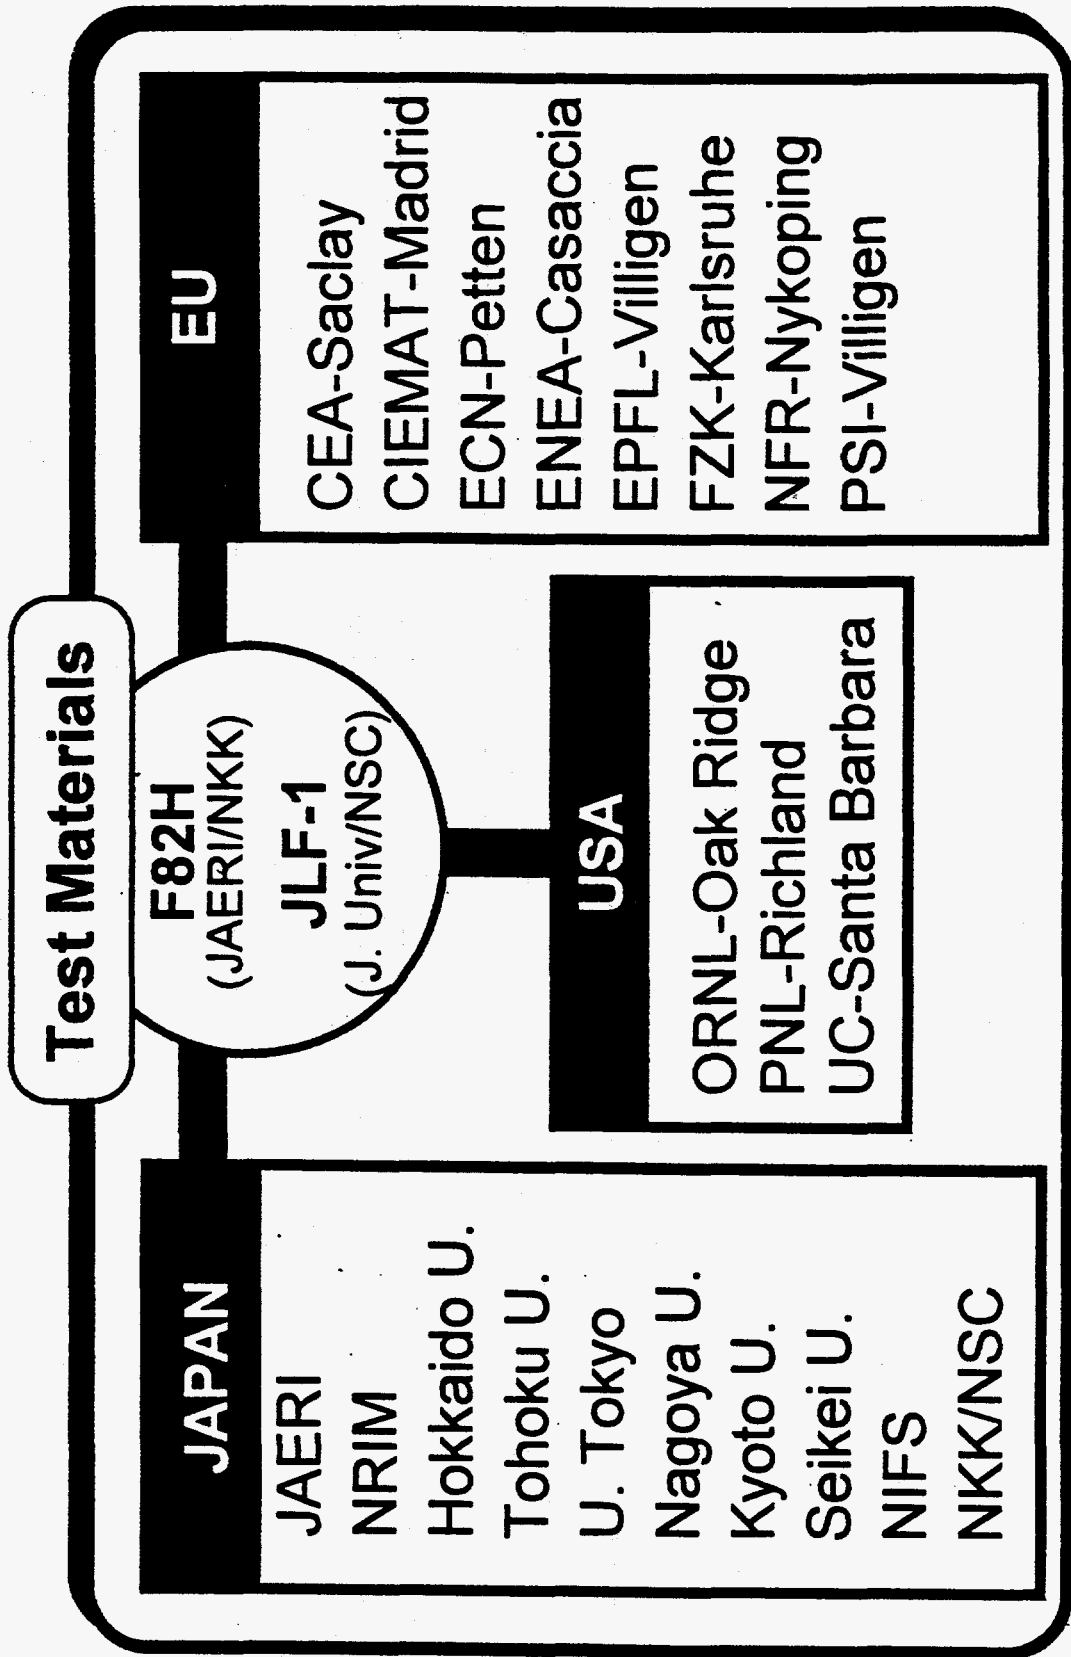 Test Materials
F82H
(JAERI/NKK)
JLF-1
(J. Univ/NSC)
JAPAN
JAERI
NRIM
Hokkaido U.
Tohoku U.
U. Tokyo
Nagoya U.
Kyoto U.
Seikei U.
NIFS
NKK/NSC
USA
ORNL-Oak Ridge
PNL-Richland
UC-Santa Barbara
EU
CEA-Saclay
CIEMAT-Madrid
ECN-Petten
ENEA-Casaccia
EPFL-Villigen
FZK-Karlsruhe
NFR-Nykoping
PSI-Villigen